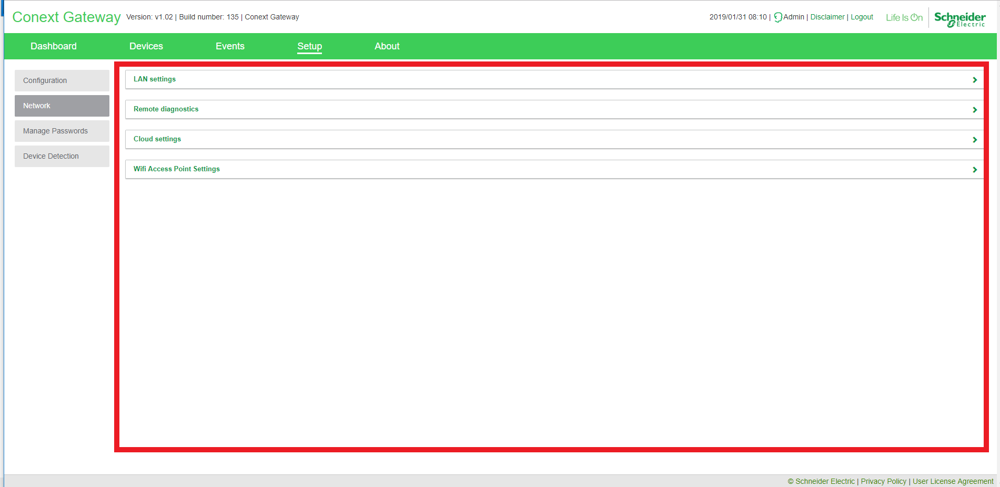 Conext Gateway Version: v1.02 | Build number: 135 | Conext Gateway
2019/01/31 08:10 | Admin | Disclaimer | Logout
Life Is On
Schneider
Electric
Dashboard Devices Events Setup About
Configuration
Network
Manage Passwords
Device Detection
LAN settings
Remote diagnostics
Cloud settings
Wifi Access Point Settings
© Schneider Electric | Privacy Policy | User License Agreement